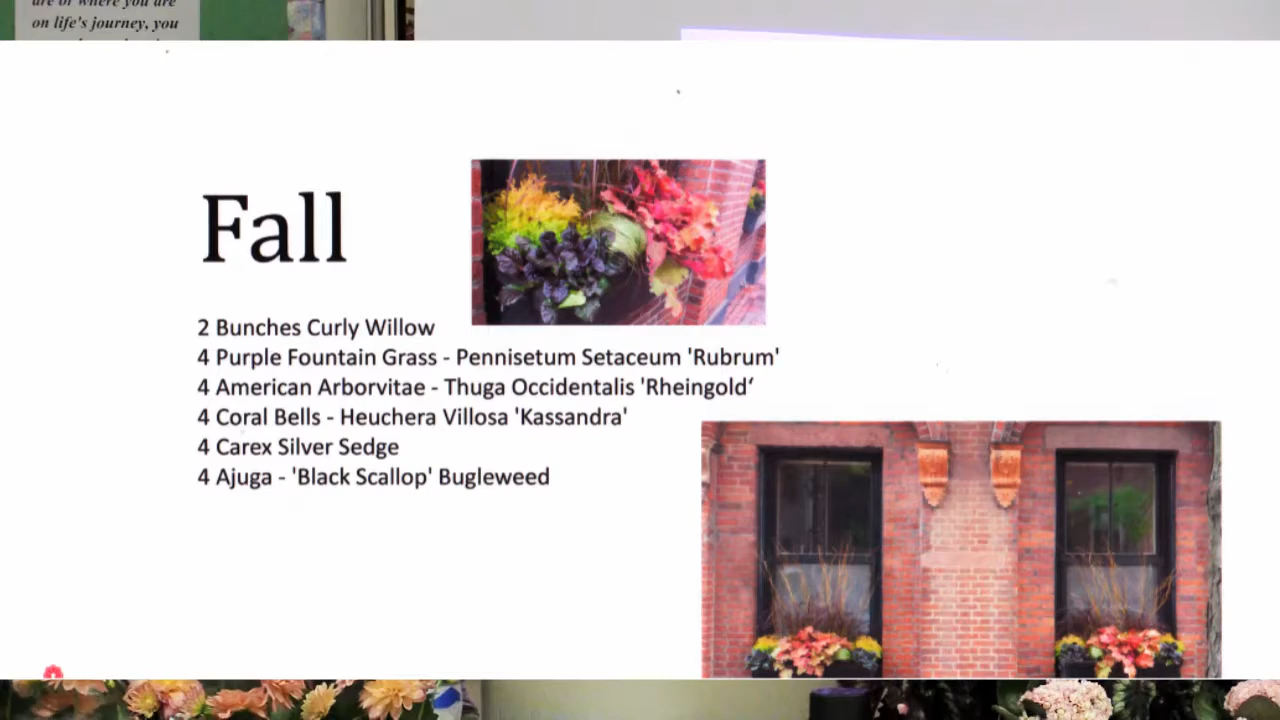 are or where you are
on life's journey, you
Fall
2 Bunches Curly Willow
4 Purple Fountain Grass - Pennisetum Setaceum 'Rubrum'
4 American Arborvitae - Thuga Occidentalis 'Rheingold‘
4 Coral Bells - Heuchera Villosa 'Kassandra'
4 Carex Silver Sedge
4 Ajuga - 'Black Scallop' Bugleweed